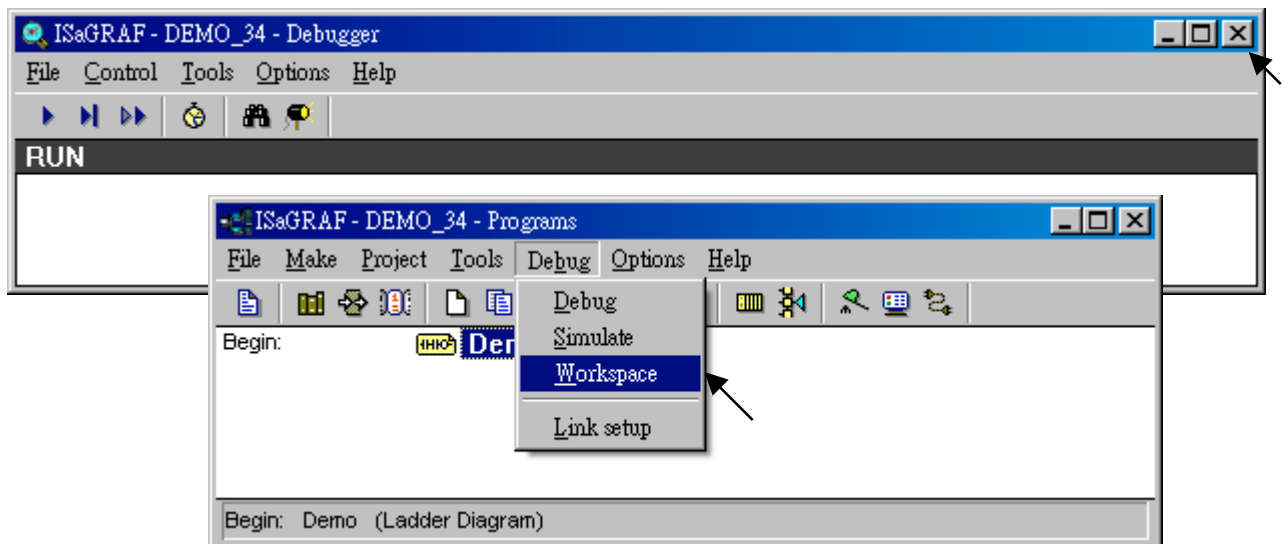 ISaGRAF - DEMO_34 - Debugger
File Control Tools Options Help
RUN
ISaGRAF - DEMO_34 - Programs
File Make Project Tools Debug Options Help
Debug
Simulate
Workspace
Link setup
Begin:
Begin: Demo (Ladder Diagram)